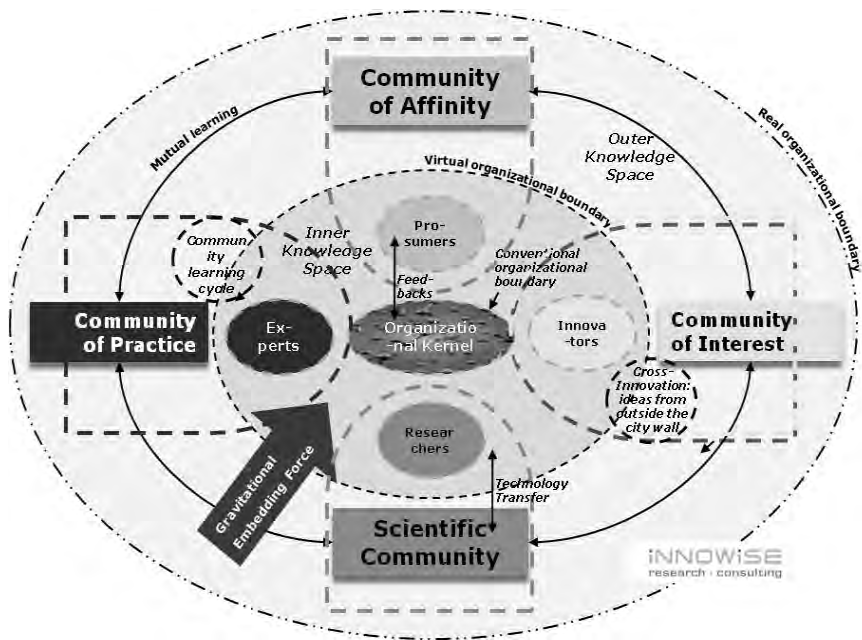 Community
of Affinity
Mutual learning
Outer
Knowledge
Space
Real organizational boundary
Virtual organizational boundary
Pro-
sumers
Inner
Knowledge
Space
Commun
ity
learning
cycle
Feed-
backs
Conventional
organizational
boundary
Community
of Practice
Ex-
perts
Organizatio
-nal Kernel
Innova
-tors
Community
of Interest
Cross-
Innovation:
ideas from
outside the
city wall
Resear
chers
Gravitational
Embedding Force
Technology
Transfer
Scientific
Community
iNNOWiSE
research · consulting